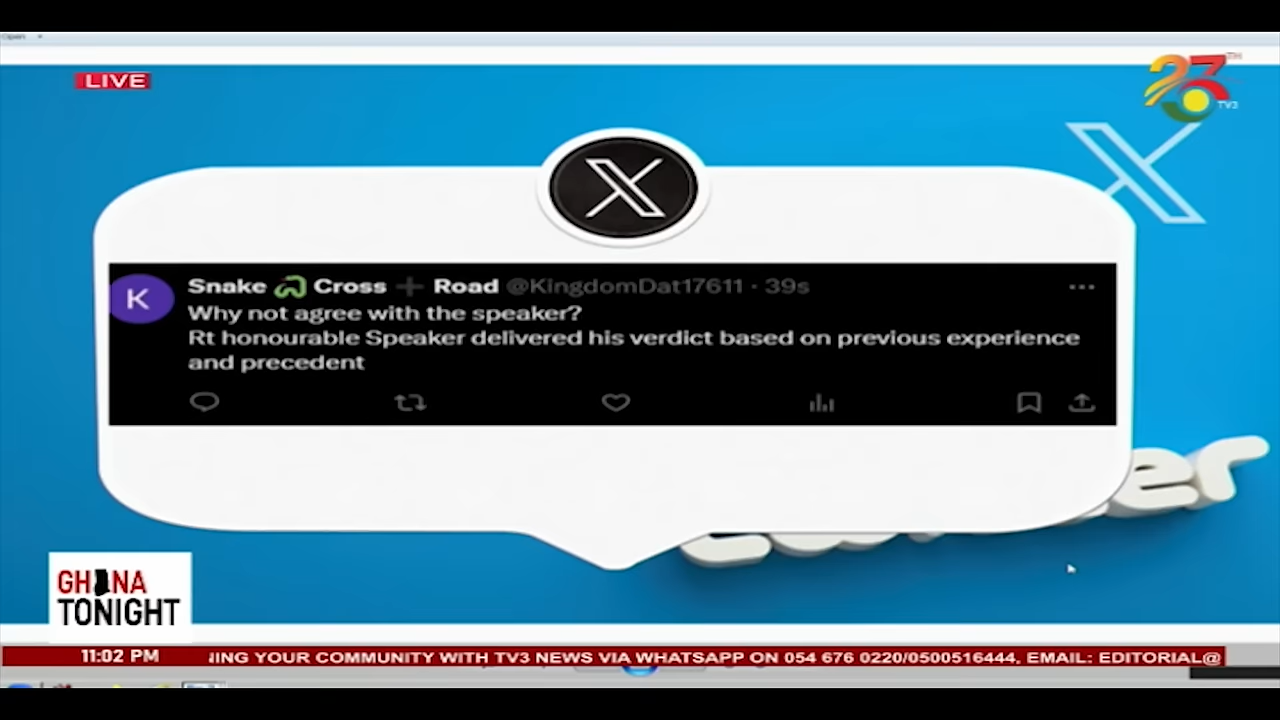 Open
LIVE
TV3
Snake Cross Road @KingdomDat17611 · 39s
Why not agree with the speaker?
Rt honourable Speaker delivered his verdict based on previous experience
and precedent
K
GHANA
TONIGHT
11:02 PM
NING YOUR COMMUNITY WITH TV3 NEWS VIA WHATSAPP ON 054 676 0220/0500516444, EMAIL: EDITORIAL@